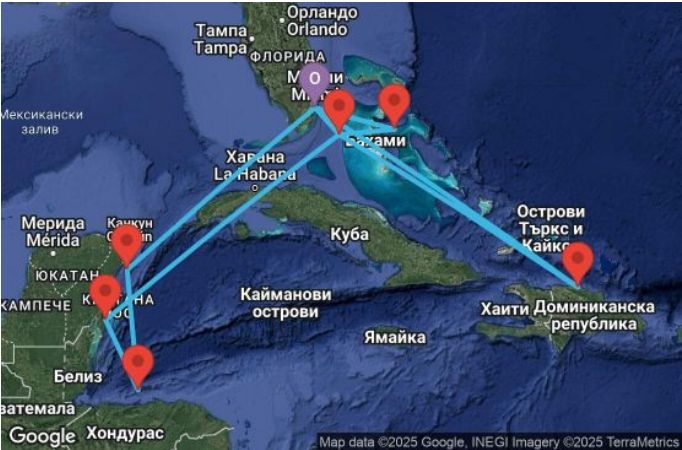 Орландо
Orlando
Тампа
Tampa
ФЛОРИДА
О
Мексикански
залив
Бахами
Хавана
La Habana
Мерида
Mérida
Канкун
ЮКАТАН
КАМПЕЧЕ
Куба
Острови
Търкс и
Кайкос
Кайманови
острови
Хаити
Доминиканска
република
Ямайка
Белиз
Хондурас
Google
Map data ©2025 Google, INEGI Imagery ©2025 TerraMetrics